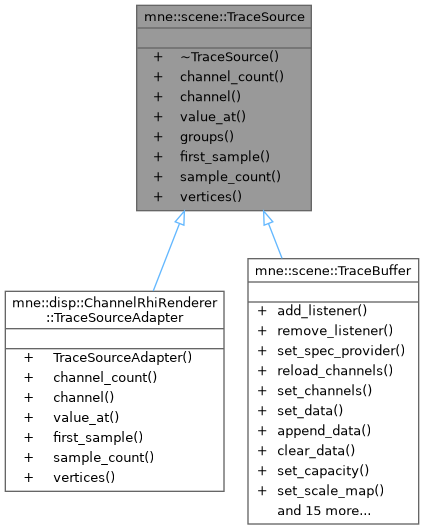 mne::scene::TraceSource
+ ~TraceSource()
+ channel_count()
+ channel()
+ value_at()
+ groups()
+ first_sample()
+ sample_count()
+ vertices()
mne::disp::ChannelRhiRenderer
::TraceSourceAdapter
+ TraceSourceAdapter()
+ channel_count()
+ channel()
+ value_at()
+ first_sample()
+ sample_count()
+ vertices()
mne::scene::TraceBuffer
+ add_listener()
+ remove_listener()
+ set_spec_provider()
+ reload_channels()
+ set_channels()
+ set_data()
+ append_data()
+ clear_data()
+ set_capacity()
+ set_scale_map()
and 15 more...